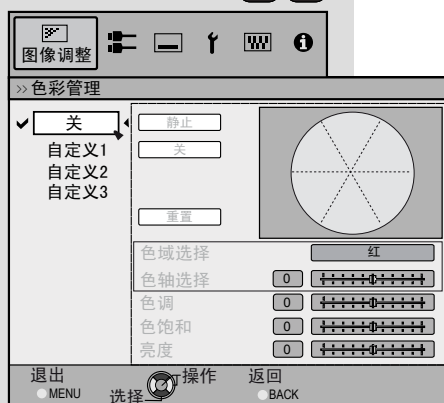 图像调整
>>色彩管理
关
自定义1
自定义2
自定义3
静止
关
重置
色域选择 红
色轴选择 0
色调 0
色饱和 0
亮度 0
退出 操作 返回
MENU 选择 BACK